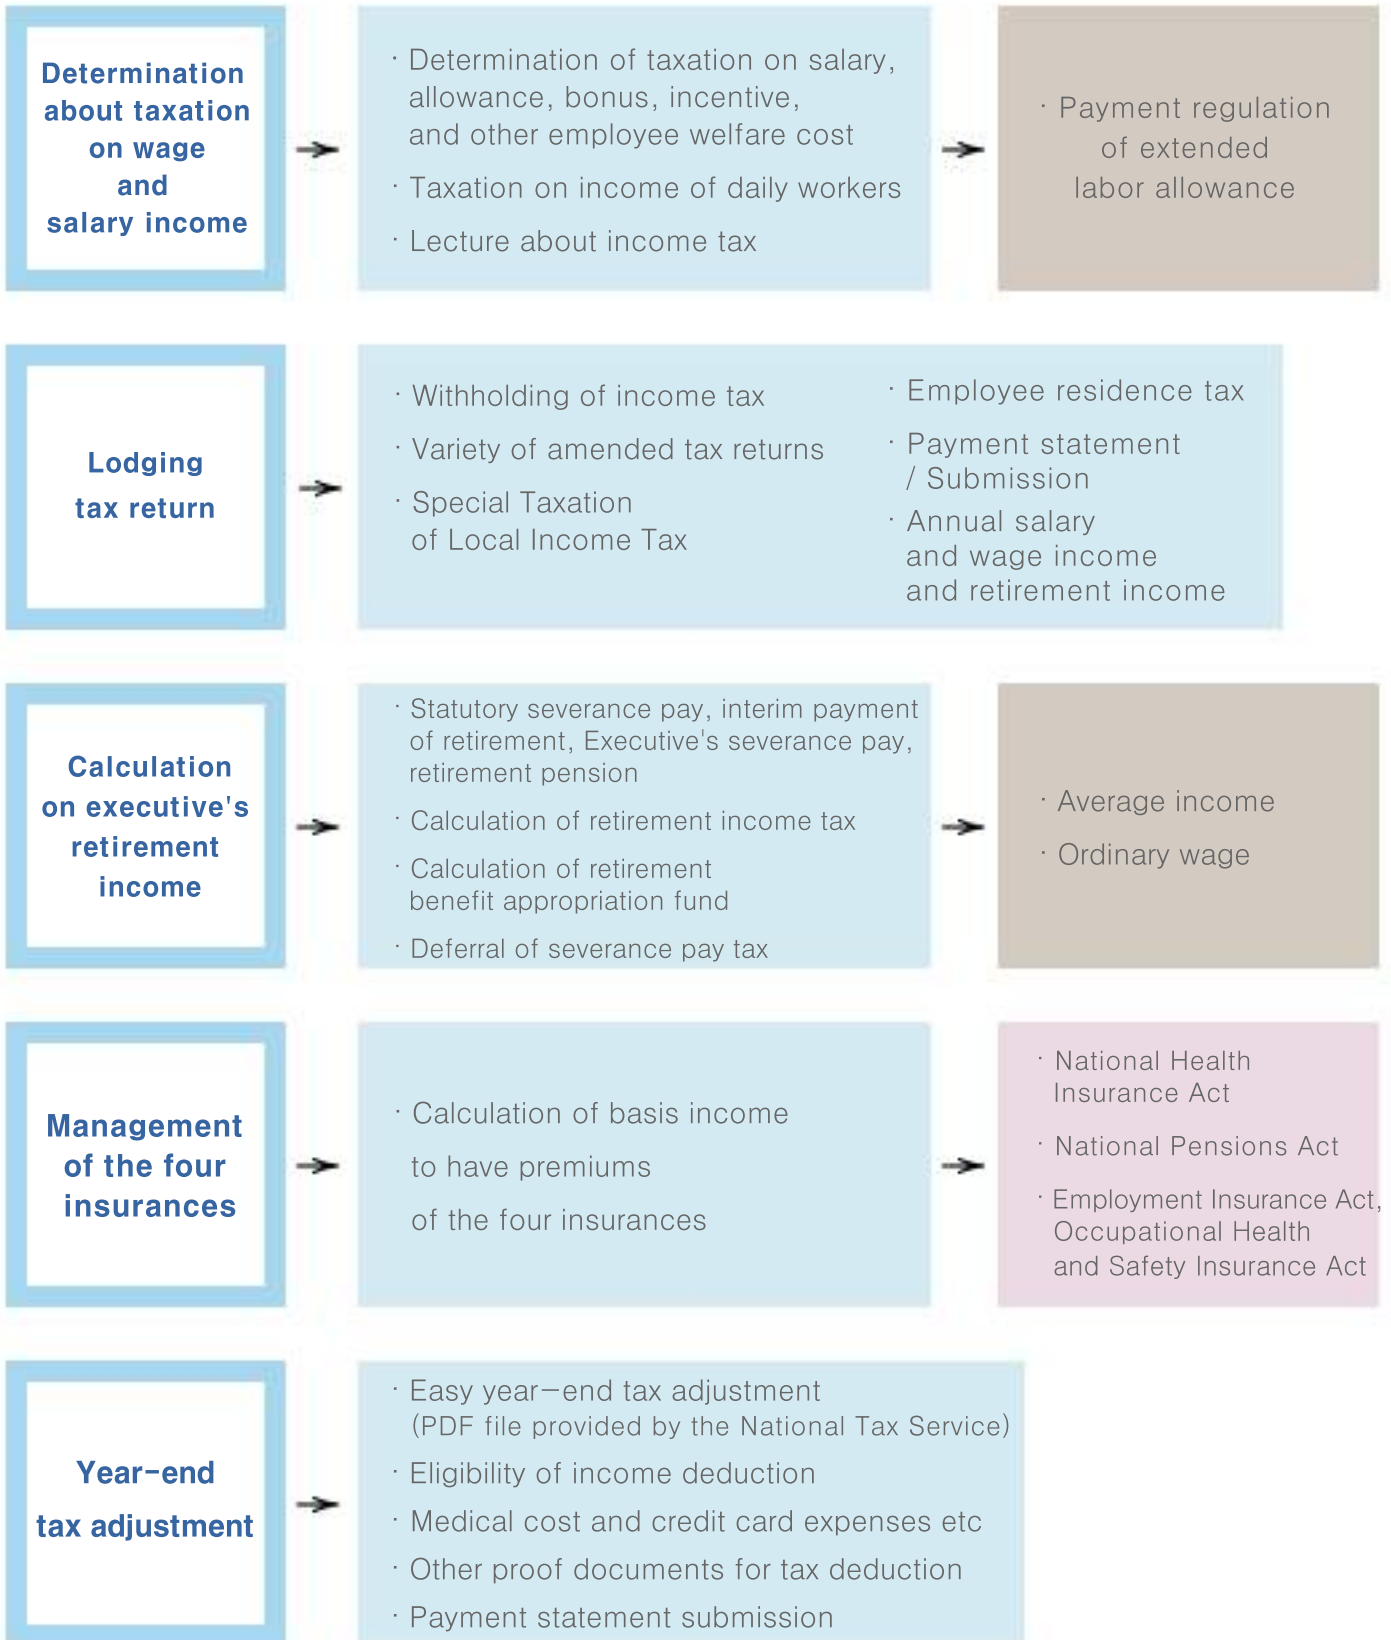 Determination
about taxation
on wage
and
salary income
· Determination of taxation on salary,
allowance, bonus, incentive,
and other employee welfare cost
· Taxation on income of daily workers
· Lecture about income tax
· Payment regulation
of extended
labor allowance
Lodging
tax return
· Withholding of income tax
· Variety of amended tax returns
· Special Taxation
of Local Income Tax
· Employee residence tax
· Payment statement
/ Submission
· Annual salary
and wage income
and retirement income
Calculation
on executive's
retirement
income
· Statutory severance pay, interim payment
of retirement, Executive's severance pay,
retirement pension
· Calculation of retirement income tax
· Calculation of retirement
benefit appropriation fund
· Deferral of severance pay tax
· Average income
· Ordinary wage
Management
of the four
insurances
· Calculation of basis income
to have premiums
of the four insurances
· National Health
Insurance Act
· National Pensions Act
· Employment Insurance Act,
Occupational Health
and Safety Insurance Act
Year-end
tax adjustment
· Easy year-end tax adjustment
(PDF file provided by the National Tax Service)
· Eligibility of income deduction
· Medical cost and credit card expenses etc
· Other proof documents for tax deduction
· Payment statement submission